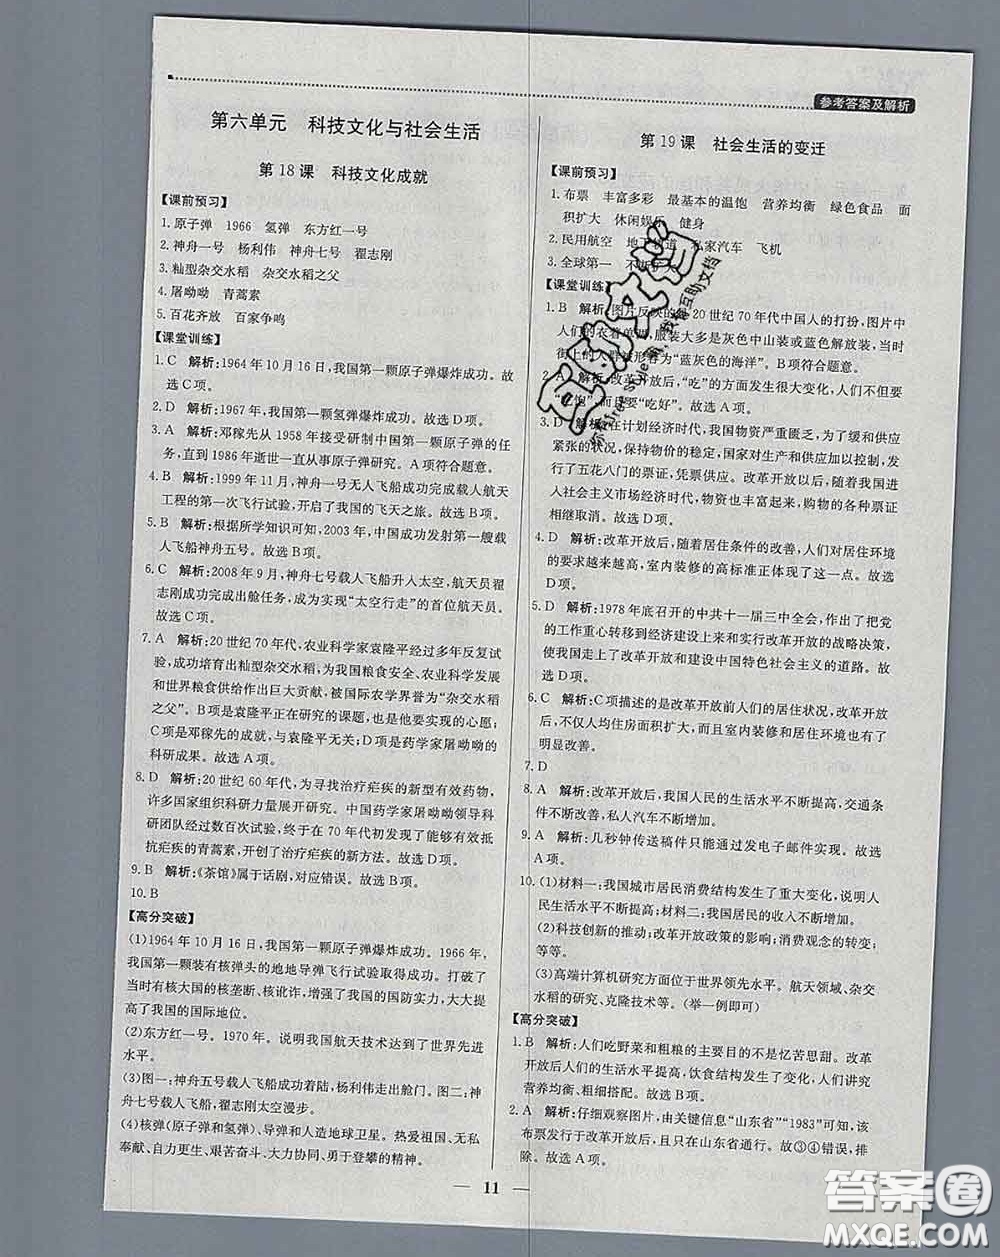 参考答案及解析
第六单元 科技文化与社会生活
第18课 科技文化成就
【课前预习】
1. 原子弹 1966 氢弹 东方红一号
2. 神舟一号 杨利伟 神舟七号 翟志刚
3. 籼型杂交水稻 杂交水稻之父
4. 屠呦呦 青蒿素
5. 百花齐放 百家争鸣
【课堂训练】
1. C 解析:1964年10月16日,我国第一颗原子弹爆炸成功。故
选C项。
2. D 解析:1967年,我国第一颗氢弹爆炸成功。故选D项。
3. A 解析:邓稼先从1958年接受研制中国第一颗原子弹的任
务,直到1986年逝世一直从事原子弹研究。A项符合题意。
4. B 解析:1999年11月,神舟一号无人飞船成功完成载人航天
工程的第一次飞行试验,开启了我国的飞天之旅。故选B项。
5. B 解析:根据所学知识可知,2003年,中国成功发射第一艘载
人飞船神舟五号。故选B项。
6. C 解析:2008年9月,神舟七号载人飞船升入太空,航天员翟
志刚成功完成出舱任务,成为实现“太空行走”的首位航天员。
故选C项。
7. A 解析:20世纪70年代,农业科学家袁隆平经过多年反复试
验,成功培育出籼型杂交水稻,为我国粮食安全、农业科学发展
和世界粮食供给作出巨大贡献,被国际农学界誉为“杂交水稻
之父”。B项是袁隆平正在研究的课题,也是想要实现的心愿;
C项是邓稼先的成就,与袁隆平无关;D项是药学家屠呦呦的
科研成果。故选A项。
8. D 解析:20世纪60年代,为寻找治疗疟疾的新型有效药物,
许多国家组织科研力量展开研究。中国药学家屠呦呦领导科
研团队经过数百次试验,终于在70年代初发现了能够有效抵
抗疟疾的青蒿素,开创了治疗疟疾的新方法。故选D项。
9. B 解析:《茶馆》属于话剧,对应错误。故选B项。
10. B
【高分突破】
(1)1964年10月16日,我国第一颗原子弹爆炸成功。1966年,
我国第一颗装有核弹头的地地导弹飞行试验取得成功。打破了
当时有核大国的核垄断、核讹诈,增强了我国的国防实力,大大提
高了我国的国际地位。
(2)东方红一号。1970年。说明我国航天技术达到了世界先进
水平。
(3)图一:神舟五号载人飞船成功着陆,杨利伟走出舱门。图二:神
舟七号载人飞船,翟志刚太空漫步。
(4)核弹(原子弹和氢弹)、导弹和人造地球卫星。热爱祖国、无私
奉献、自力更生、艰苦奋斗、大力协同、勇于登攀的精神。
第19课 社会生活的变迁
【课前预习】
1. 布票 丰富多彩 最基本的温饱 营养均衡 绿色食品 面
积扩大 休闲娱乐 健身
2. 民用航空 地下铁道 私家汽车 飞机
3. 全球第一 不断扩大
【课堂训练】
1. B 解析:图片反映的是20世纪70年代中国人的打扮,图片中
人们的衣着单调,服装大多是灰色中山装或蓝色解放装,当时
街上的人群被形容为“蓝灰色的海洋”。B项符合题意。
2. A 解析:改革开放后,“吃”的方面发生很大变化,人们不但要
“吃饱”,而且要“吃好”。故选A项。
3. D 解析:在计划经济时代,我国物资严重匮乏,为了缓和供应
紧张的状况,保持物价的稳定,国家对生产和供应加以控制,
发行了五花八门的票证,凭票供应。改革开放以后,随着我国进
入社会主义市场经济时代,物资也丰富起来,购物的各种票证
相继取消。故选D项。
4. D 解析:改革开放后,随着居住条件的改善,人们对居住环境
的要求越来越高,室内装修的高标准正体现了这一点。故选
D项。
5. D 解析:1978年底召开的中共十一届三中全会,作出了把党
的工作重心转移到经济建设上来和实行改革开放的战略决策,
使我国走上了改革开放和建设中国特色社会主义的道路。故
选D项。
6. C 解析:C项描述的是改革开放前人们的居住状况,改革开放
后,不仅人均住房面积扩大,而且室内装修和居住环境也有了
明显改善。
7. D
8. A 解析:改革开放后,我国人民的生活水平不断提高,交通条
件不断改善,私人汽车不断增加。
9. A 解析:几秒钟传送稿件只能通过发电子邮件实现。故选
A项。
10. (1)材料一:我国城市居民消费结构发生了重大变化,说明人
民生活水平不断提高;材料二:我国居民的收入不断增加。
(2)科技创新的推动;改革开放政策的影响;消费观念的转变;
等等。
(3)高端计算机研究方面位于世界领先水平。航天领域、杂交
水稻的研究、克隆技术等。(举一例即可)
【高分突破】
1. B 解析:人们吃野菜和粗粮的主要目的不是忆苦思甜。改革
开放后人们生活水平提高,饮食结构发生了变化,人们讲究
营养均衡、粗细搭配。故选B项。
2. A 解析:仔细观察图片,由关键信息“山东省”“1983”可知,该
布票发行于改革开放后,且只在山东省通行。故③④错误,排
除。故选A项。
11
答案圈
MXQE.COM